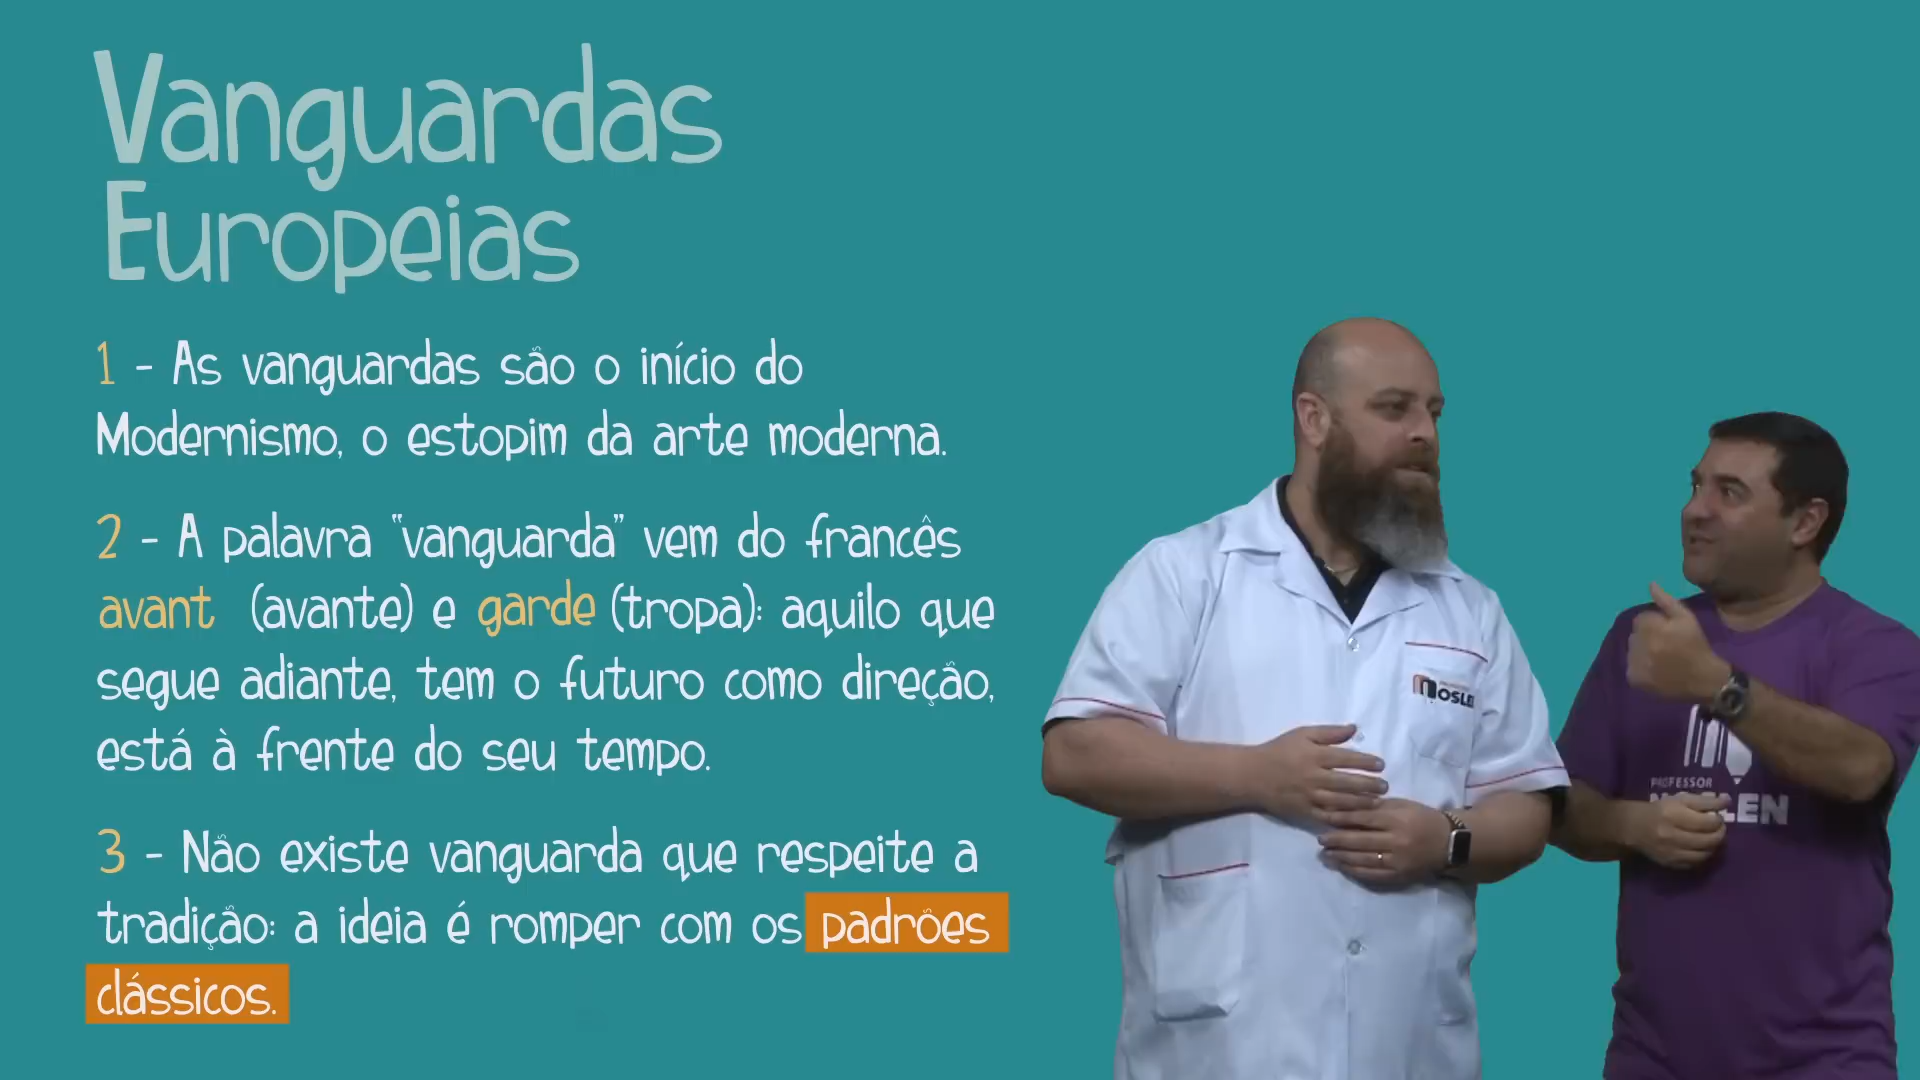 Vanguardas
Europeias
1 - As vanguardas são o início do
Modernismo, o estopim da arte moderna.
2 - A palavra “vanguarda” vem do francês
avant (avante) e garde (tropa): aquilo que
segue adiante, tem o futuro como direção,
está à frente do seu tempo.
3 - Não existe vanguarda que respeite a
tradição: a ideia é romper com os padrões
clássicos.
PROFESSOR